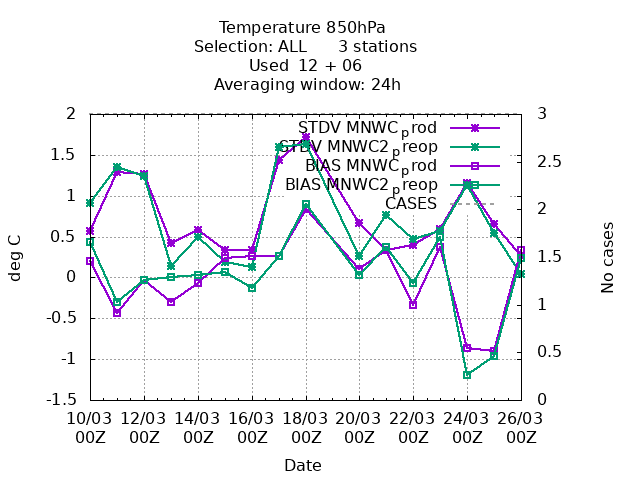 Temperature 850hPa
Selection: ALL 3 stations
Used 12 + 06
Averaging window: 24h
2
1.5
1
0.5
0
-0.5
-1
-1.5
3
2.5
2
1.5
1
0.5
0
STDV MNWC_prod
STDV MNWC2_preop
BIAS MNWC_prod
BIAS MNWC2_preop
CASES
deg C
No cases
10/03 12/03 14/03 16/03 18/03 20/03 22/03 24/03 26/03
00Z 00Z 00Z 00Z 00Z 00Z 00Z 00Z 00Z
Date